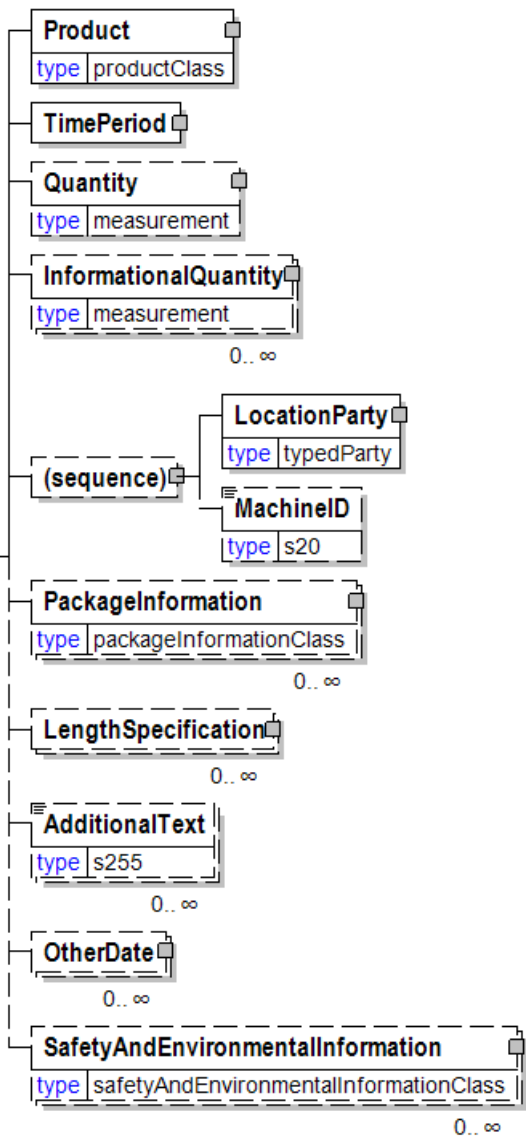 Product
type productClass
TimePeriod
Quantity
type measurement
InformationalQuantity
type measurement
0.. ∞
(sequence)
LocationParty
type typedParty
MachineID
type s20
PackageInformation
type packageInformationClass
0.. ∞
LengthSpecification
0.. ∞
AdditionalText
type s255
0.. ∞
OtherDate
0.. ∞
SafetyAndEnvironmentalInformation
type safetyAndEnvironmentalInformationClass
0.. ∞